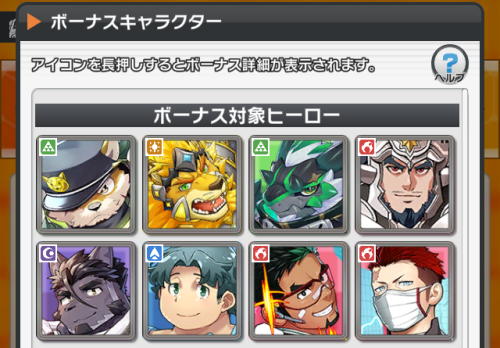 ボーナスキャラクター
アイコンを長押しするとボーナス詳細が表示されます。
?
ヘルプ
ボーナス対象ヒーロー